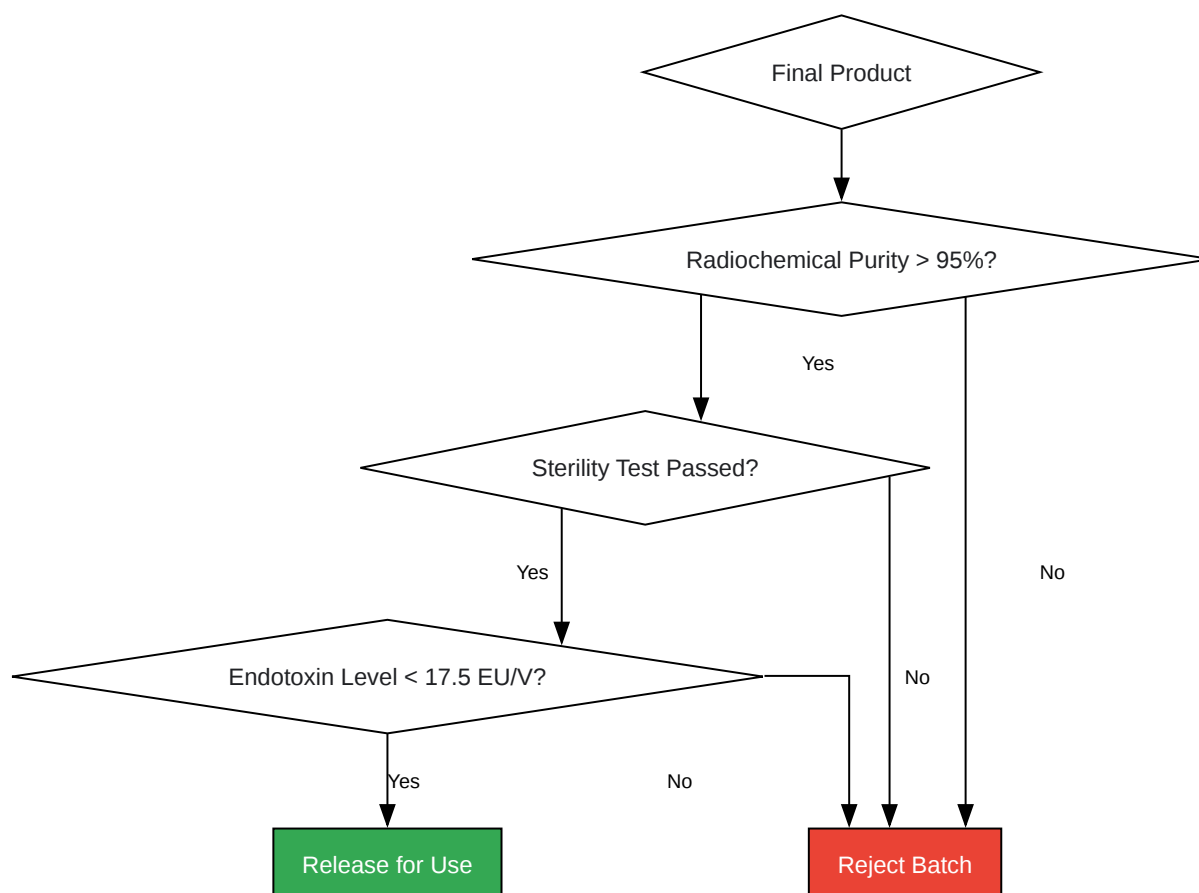 Final Product
Radiochemical Purity > 95%?
Yes
Sterility Test Passed?
Yes
No
Endotoxin Level < 17.5 EU/V?
No
Yes
No
Release for Use
Reject Batch